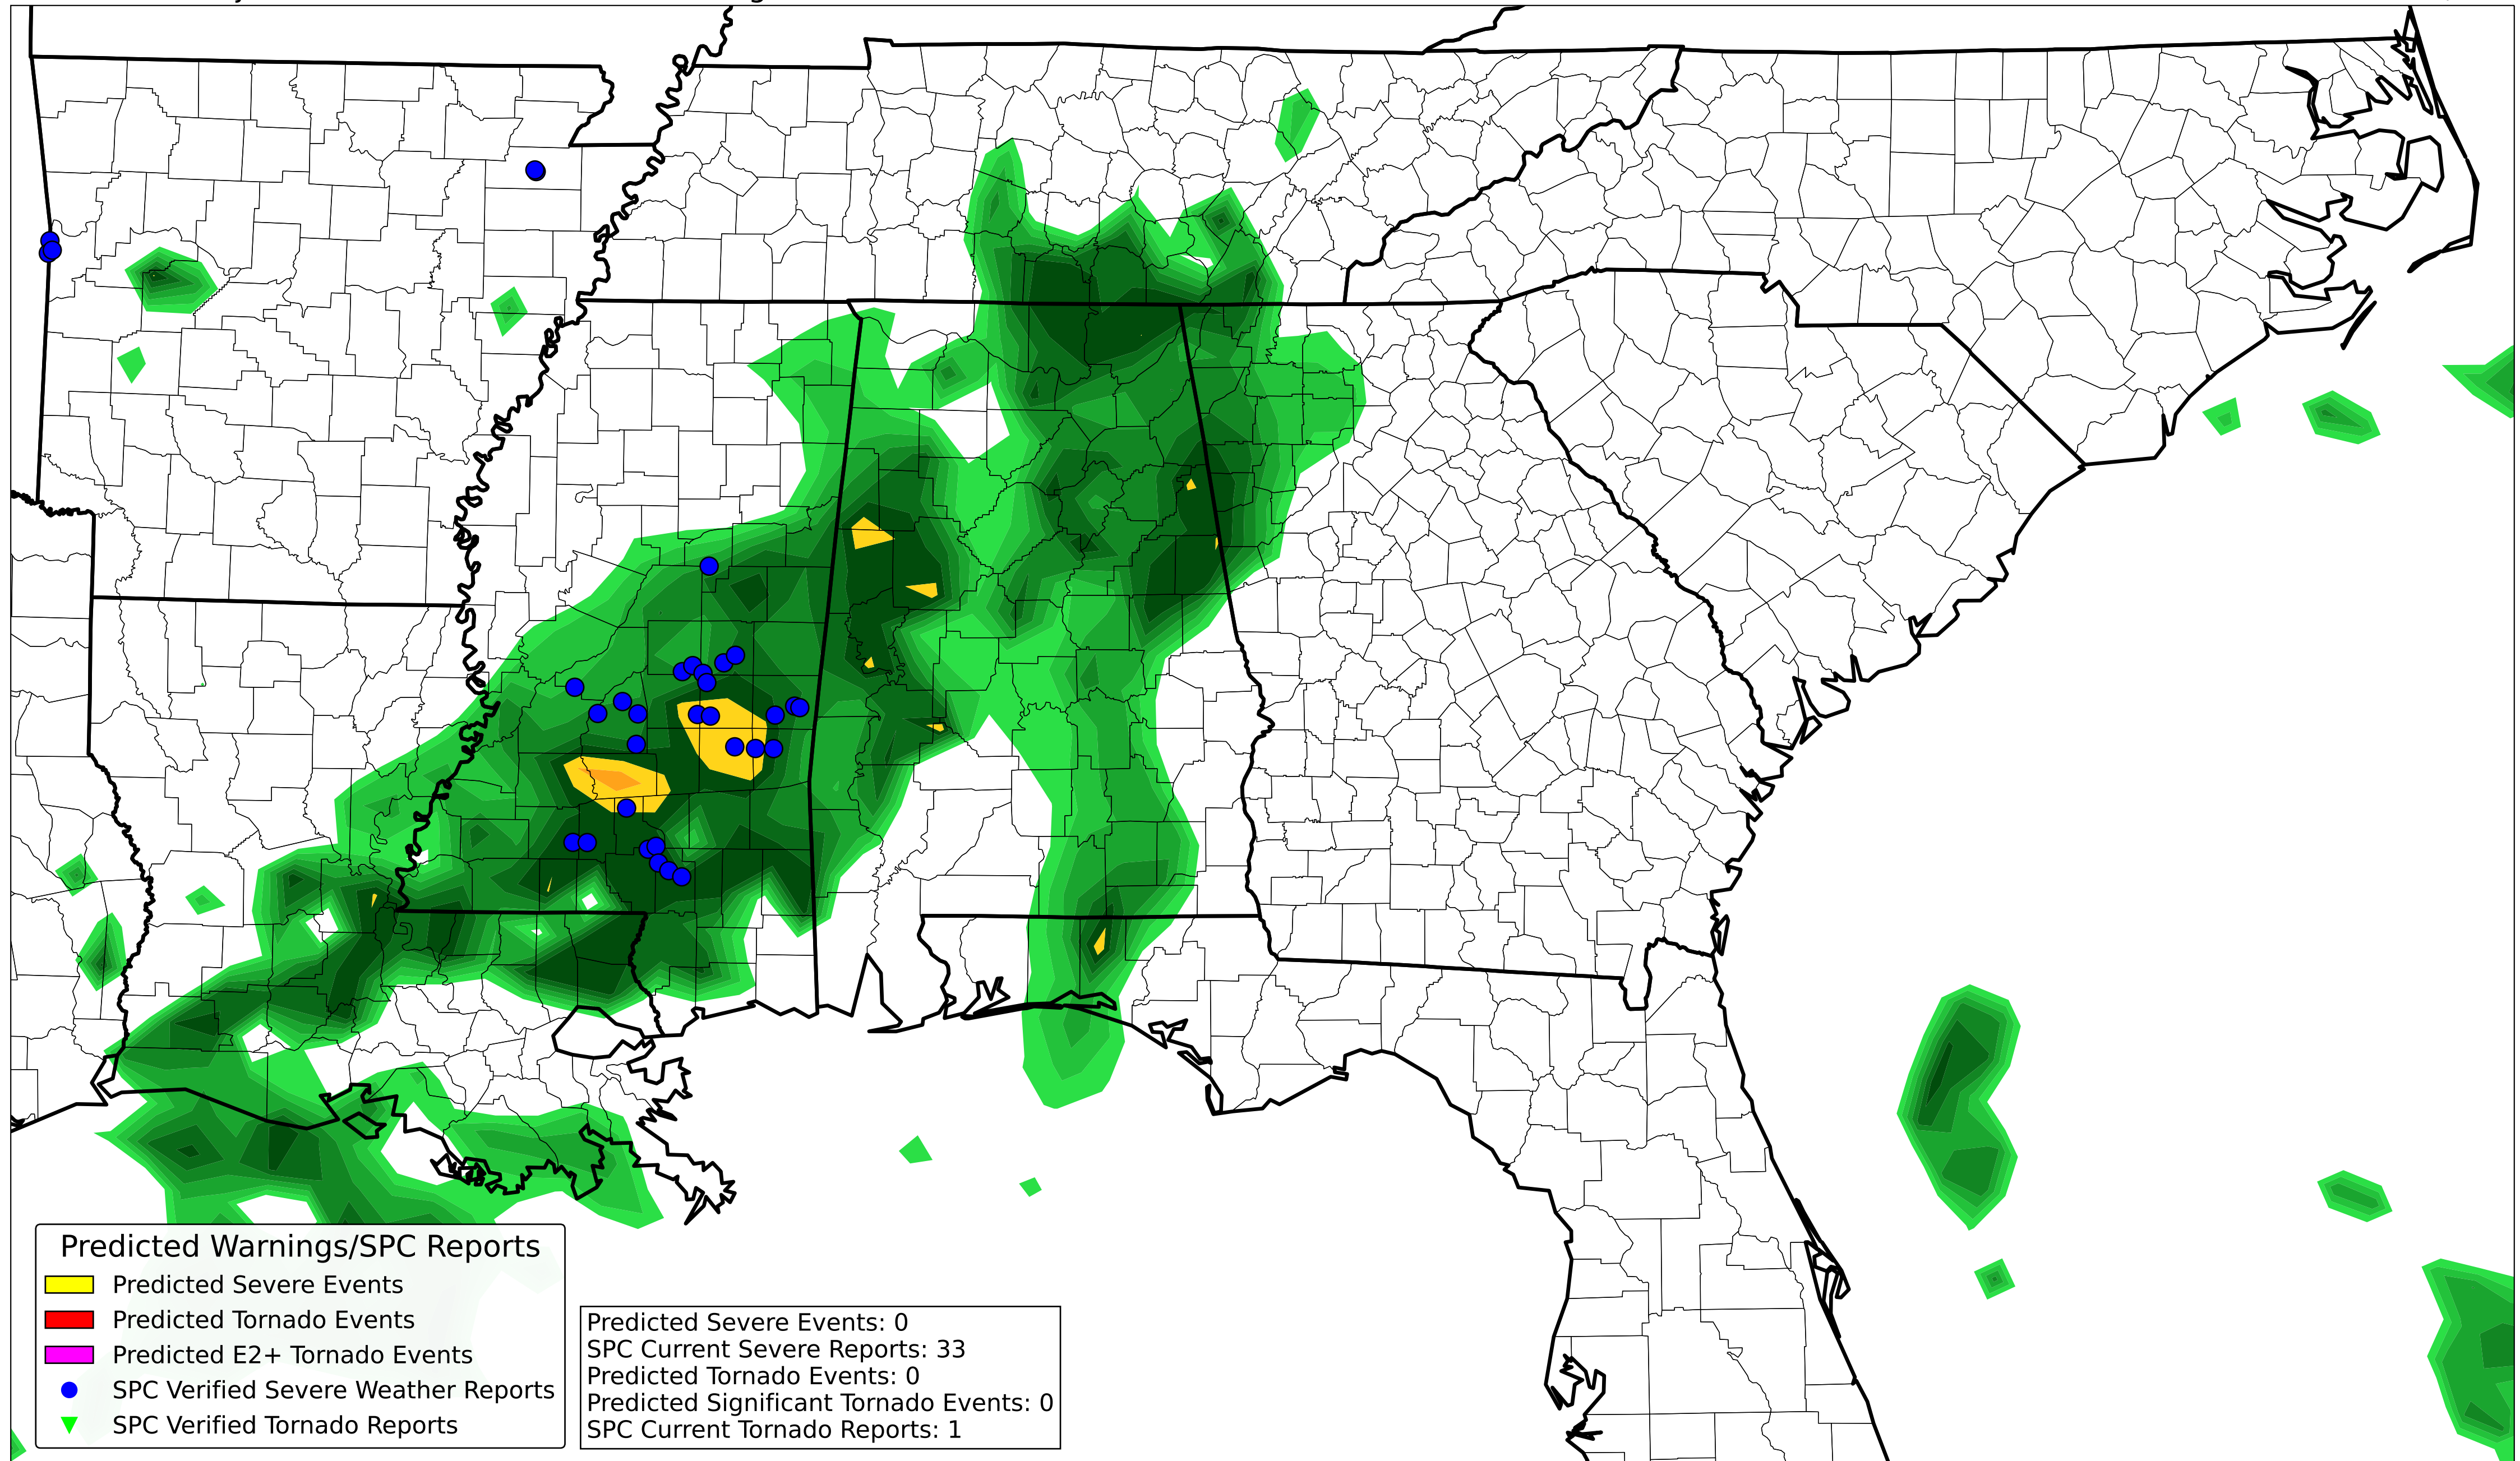 Predicted Warnings/SPC Reports
Predicted Severe Events
Predicted Tornado Events
Predicted E2+ Tornado Events
SPC Verified Severe Weather Reports
SPC Verified Tornado Reports
Predicted Severe Events: 0
SPC Current Severe Reports: 33
Predicted Tornado Events: 0
Predicted Significant Tornado Events: 0
SPC Current Tornado Reports: 1